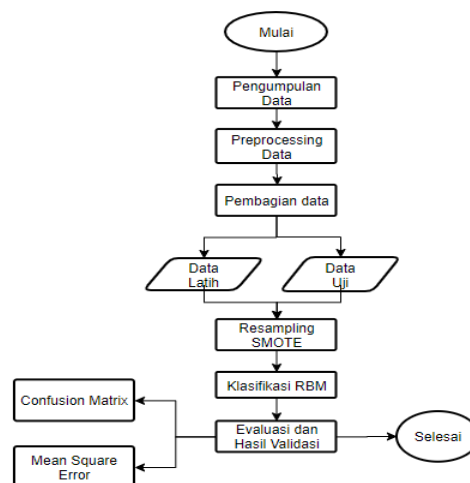 Mulai
Pengumpulan
Data
Preprocessing
Data
Pembagian data
Data
Latih
Data
Uji
Resampling
SMOTE
Klasifikasi RBM
Confusion Matrix
Evaluasi dan
Hasil Validasi
Selesai
Mean Square
Error